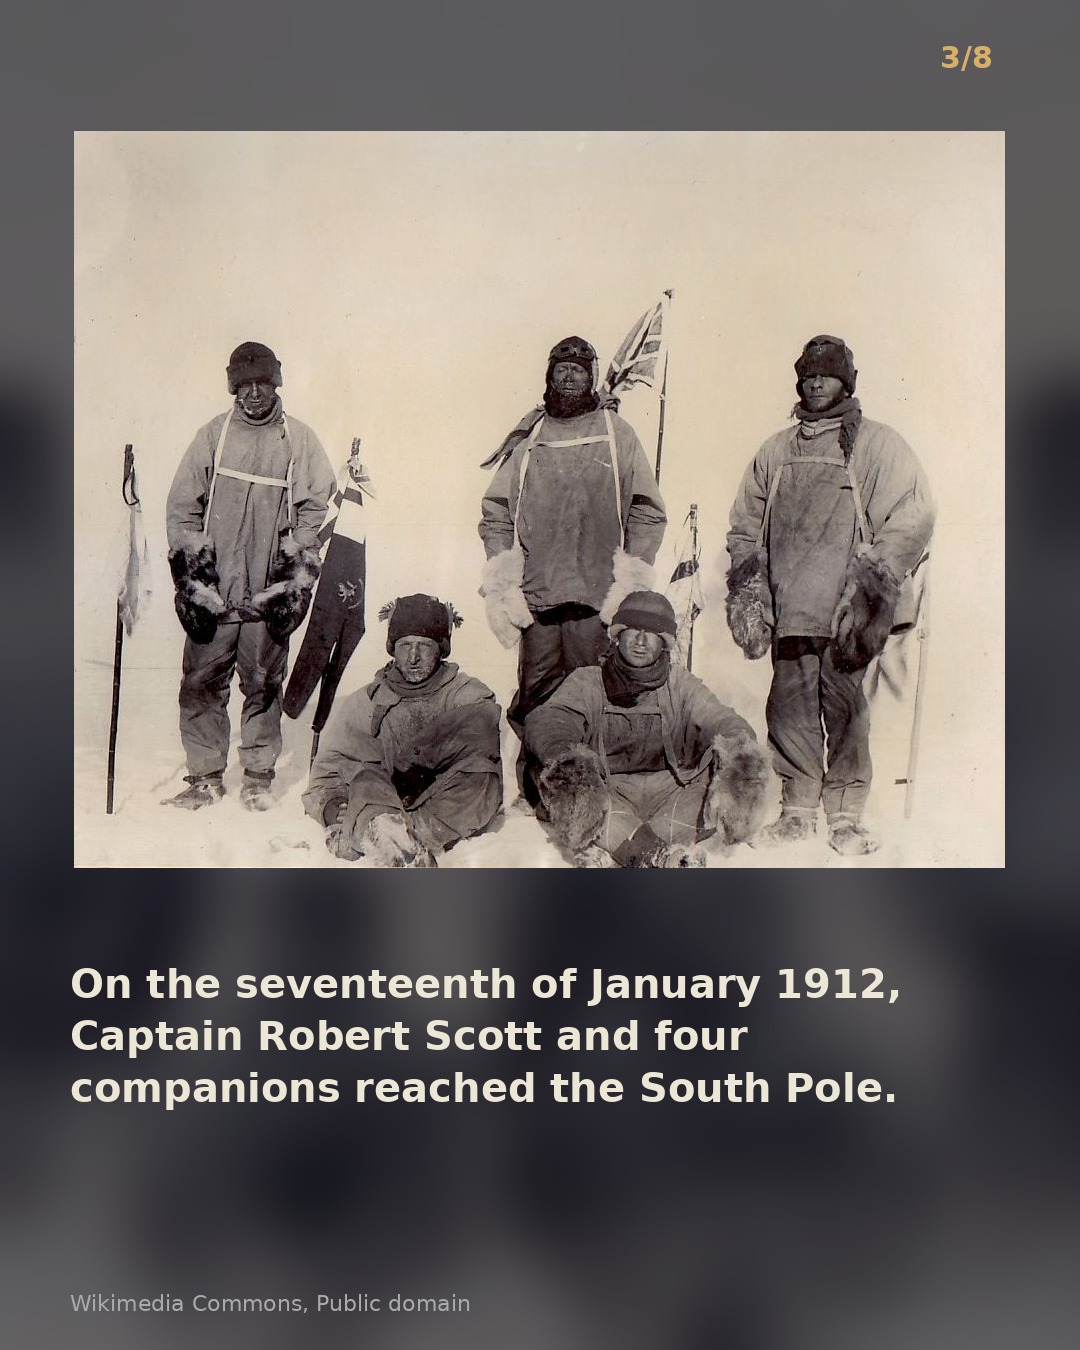 3/8
On the seventeenth of January 1912,
Captain Robert Scott and four
companions reached the South Pole.
Wikimedia Commons, Public domain